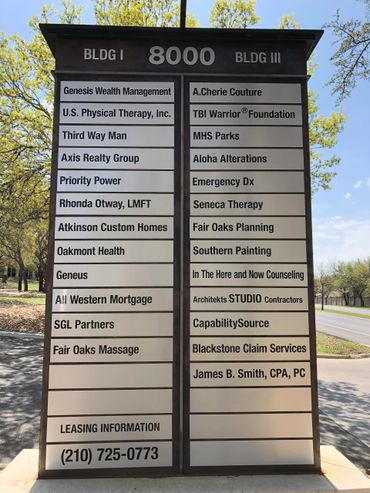 BLDG I 8000 BLDG III
Genesis Wealth Management
U.S. Physical Therapy, Inc.
Third Way Man
Axis Realty Group
Priority Power
Rhonda Otway, LMFT
Atkinson Custom Homes
Oakmont Health
Geneus
All Western Mortgage
SGL Partners
Fair Oaks Massage
LEASING INFORMATION
(210) 725-0773
A.Cherie Couture
TBI Warrior® Foundation
MHS Parks
Aloha Alterations
Emergency Dx
Seneca Therapy
Fair Oaks Planning
Southern Painting
In The Here and Now Counseling
Architekts STUDIO Contractors
CapabilitySource
Blackstone Claim Services
James B. Smith, CPA, PC